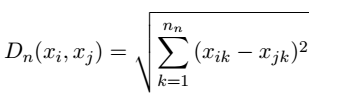 D_n(x_i, x_j) = \sqrt{\sum_{k=1}^{n_n} (x_{ik} - x_{jk})^2}